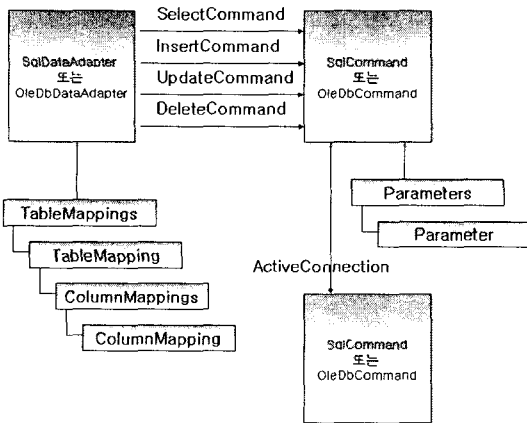 SelectCommand
InsertCommand
UpdateCommand
DeleteCommand
SqlDataAdapter
또는
OleDbDataAdapter
SqlCommand
또는
OleDbCommand
TableMappings
TableMapping
ColumnMappings
ColumnMapping
Parameters
Parameter
ActiveConnection
SqlCommand
또는
OleDbCommand